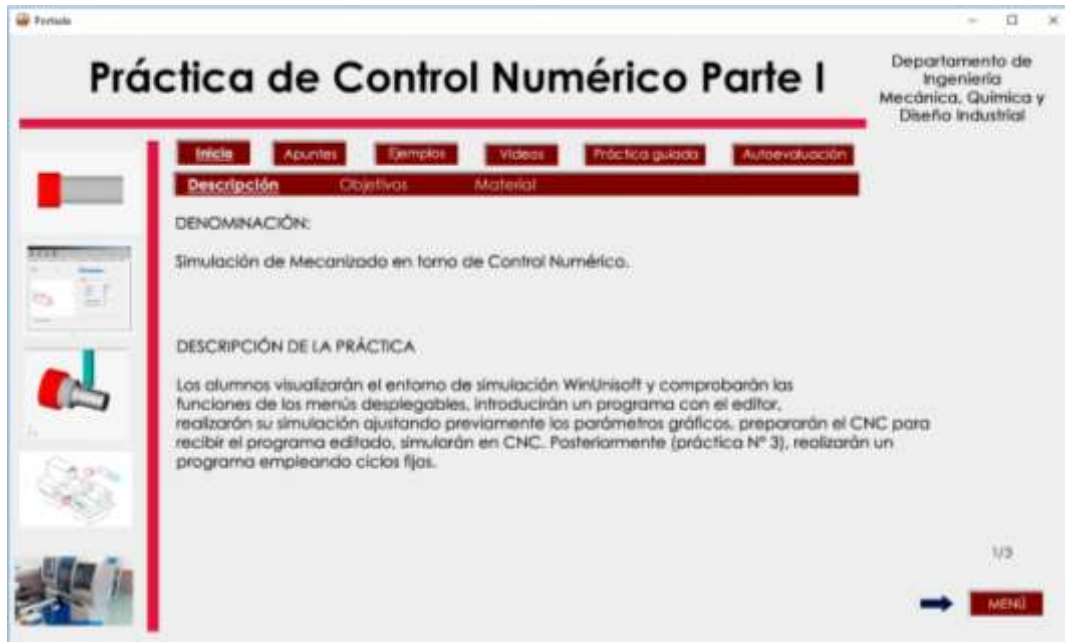 Portada
Práctica de Control Numérico Parte I
Departamento de
Ingeniería
Mecánica, Química y
Diseño Industrial
Inicio Apuntes Ejemplos Vídeos Práctica guiada Autoevaluación
Descripción Objetivos Material
DENOMINACIÓN:
Simulación de Mecanizado en torno de Control Numérico.
DESCRIPCIÓN DE LA PRÁCTICA
Los alumnos visualizarán el entorno de simulación WinUnisoft y comprobarán las
funciones de los menús desplegables, introducirán un programa con el editor,
realizarán su simulación ajustando previamente los parámetros gráficos, prepararán el CNC para
recibir el programa editado, simularán en CNC. Posteriormente (práctica Nº 3), realizarán un
programa empleando ciclos fijos.
1/3
MENÚ